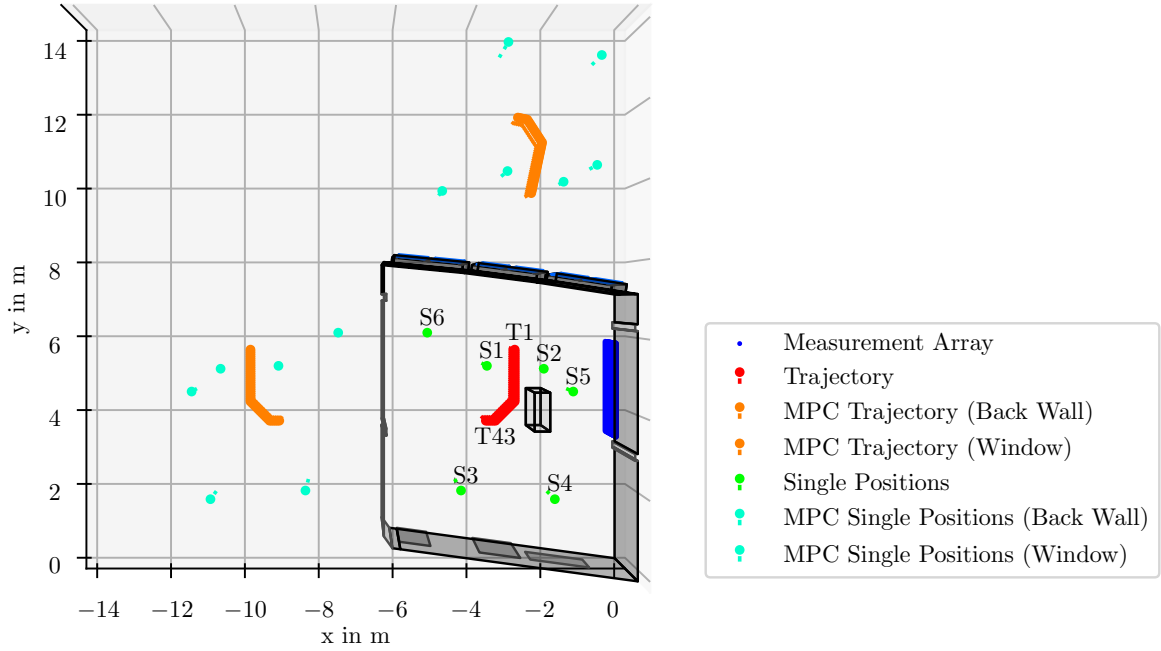 14
12
10
8
6
4
2
0
y in m
−14
−12
−10
−8
−6
−4
−2
0
x in m
S6
T1
S1
S2
S5
T43
S3
S4
Measurement Array
Trajectory
MPC Trajectory (Back Wall)
MPC Trajectory (Window)
Single Positions
MPC Single Positions (Back Wall)
MPC Single Positions (Window)